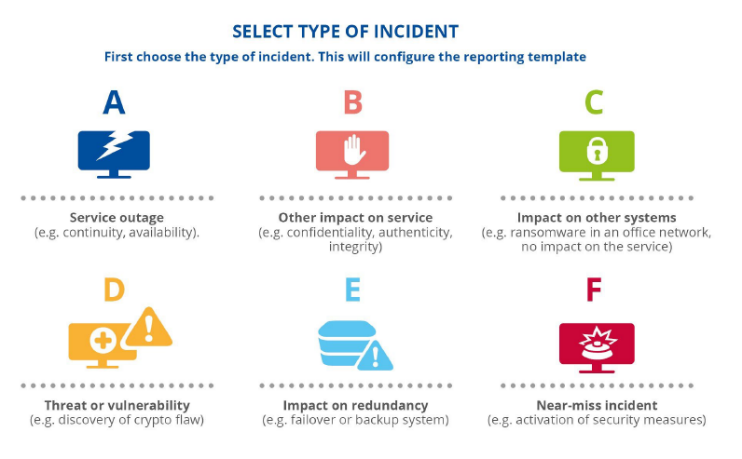 SELECT TYPE OF INCIDENT
First choose the type of incident. This will configure the reporting template
A
Service outage
(e.g. continuity, availability).
B
Other impact on service
(e.g. confidentiality, authenticity,
integrity)
C
Impact on other systems
(e.g. ransomware in an office network,
no impact on the service)
D
Threat or vulnerability
(e.g. discovery of crypto flaw)
E
Impact on redundancy
(e.g. failover or backup system)
F
Near-miss incident
(e.g. activation of security measures)